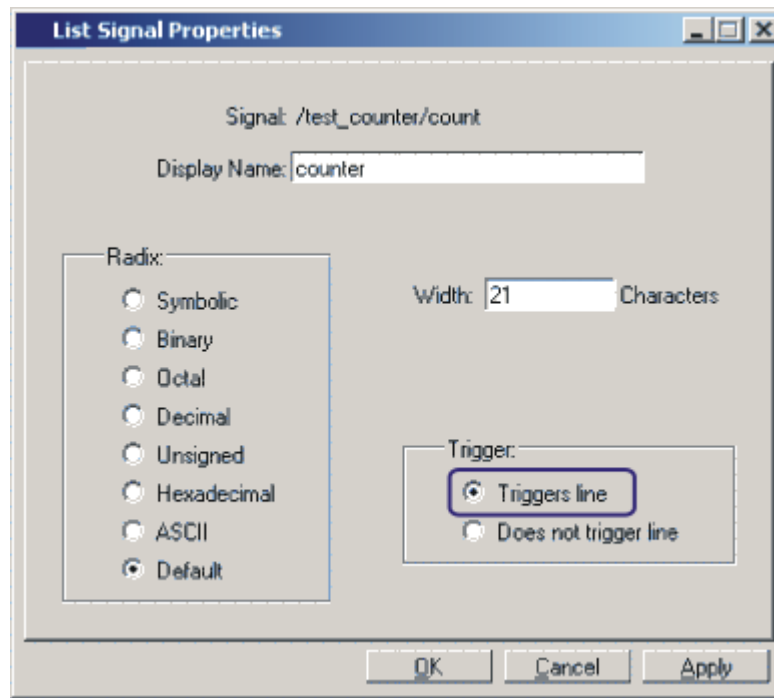 List Signal Properties
Signal: /test_counter/count
Display Name: counter
Radix:
Symbolic
Binary
Octal
Decimal
Unsigned
Hexadecimal
ASCII
Default
Width: 21 Characters
Trigger:
Triggers line
Does not trigger line
OK Cancel Apply